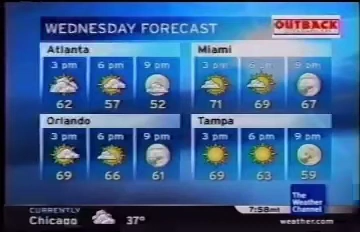 WEDNESDAY FORECAST
OUTBACK
Atlanta
3 pm 6 pm 9 pm
62 57 52
Miami
3 pm 6 pm 9 pm
71 69 67
Orlando
3 pm 6 pm 9 pm
69 66 61
Tampa
3 pm 6 pm 9 pm
69 63 59
The
Weather
Channel
CURRENTLY
Chicago 37°
7:58
weather.com